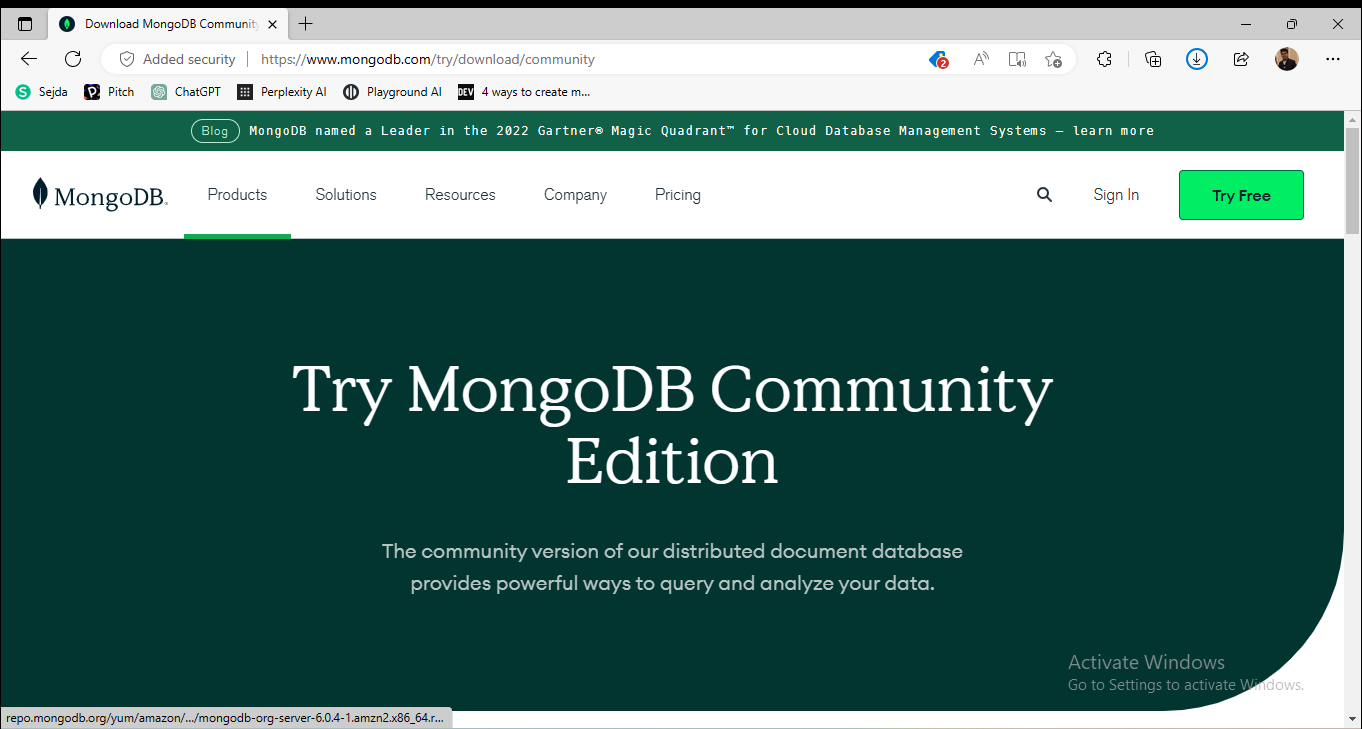 Download MongoDB Community
Added security
https://www.mongodb.com/try/download/community
2
Sejda
Pitch
ChatGPT
Perplexity AI
Playground AI
DEV
4 ways to create m...
Blog
MongoDB named a Leader in the 2022 Gartner® Magic Quadrant™ for Cloud Database Management Systems — learn more
MongoDB.
Products
Solutions
Resources
Company
Pricing
Sign In
Try Free
Try MongoDB Community
Edition
The community version of our distributed document database
provides powerful ways to query and analyze your data.
Activate Windows
Go to Settings to activate Windows.
repo.mongodb.org/yum/amazon/.../mongodb-org-server-6.0.4-1.amzn2.x86_64.r...